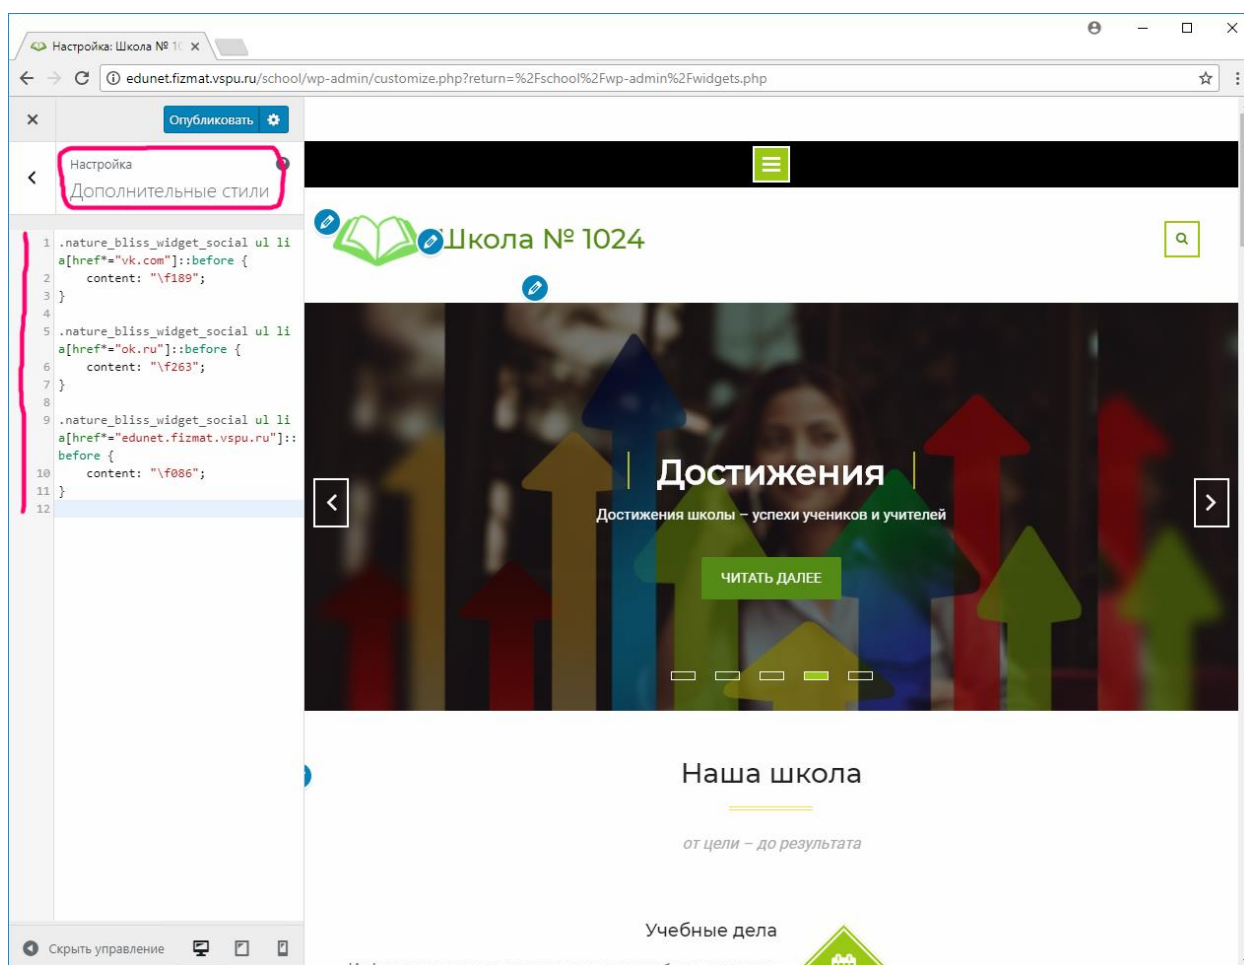 Настройка: Школа № 10
edunet.fizmat.vspu.ru/school/wp-admin/customize.php?return=%2Fschool%2Fwp-admin%2Fwidgets.php
Опубликовать
Настройка
Дополнительные стили
1 .nature_bliss_widget_social ul li
a[href*="vk.com"]::before {
2 content: "\f189";
3 }
4
5 .nature_bliss_widget_social ul li
a[href*="ok.ru"]::before {
6 content: "\f263";
7 }
8
9 .nature_bliss_widget_social ul li
a[href*="edunet.fizmat.vspu.ru"]::
before {
10 content: "\f086";
11 }
12
Скрыть управление
Школа № 1024
Достижения
Достижения школы – успехи учеников и учителей
ЧИТАТЬ ДАЛЕЕ
Наша школа
от цели – до результата
Учебные дела